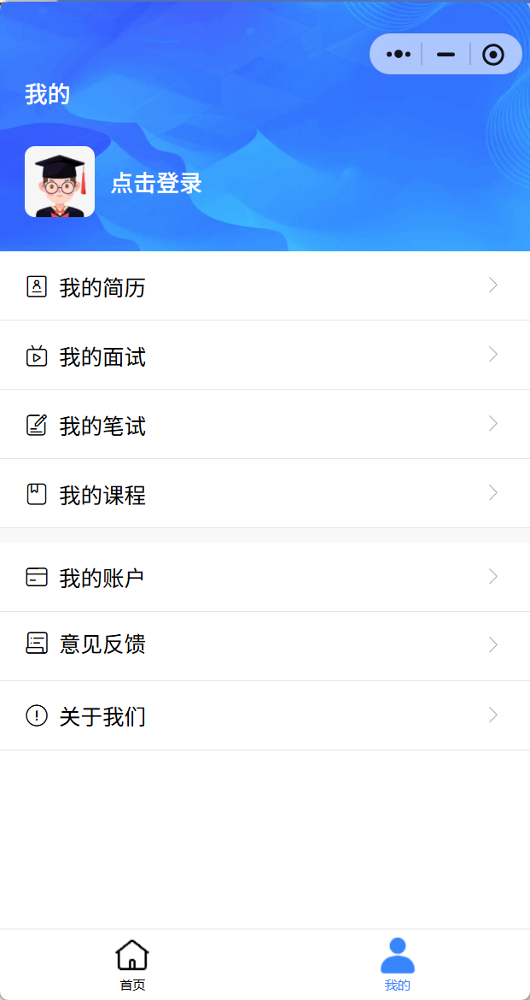 我的
点击登录
我的简历
我的面试
我的笔试
我的课程
我的账户
意见反馈
关于我们
首页
我的